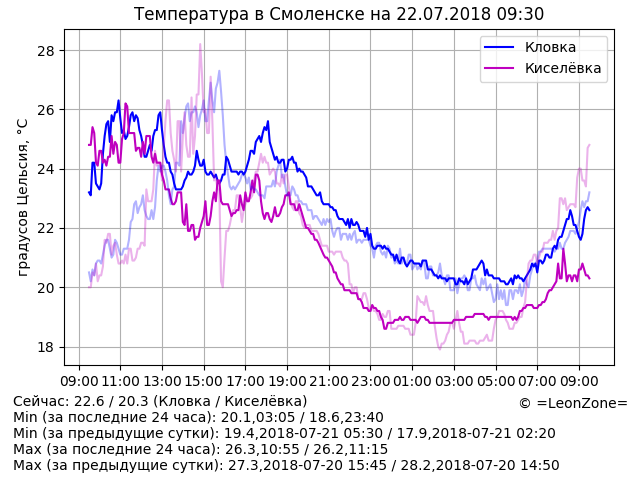 Температура в Смоленске на 22.07.2018 09:30
Кловка
Киселёвка
градусов Цельсия, °C
28
26
24
22
20
18
09:00 11:00 13:00 15:00 17:00 19:00 21:00 23:00 01:00 03:00 05:00 07:00 09:00
Сейчас: 22.6 / 20.3 (Кловка / Киселёвка)
© =LeonZone=
Min (за последние 24 часа): 20.1,03:05 / 18.6,23:40
Min (за предыдущие сутки): 19.4,2018-07-21 05:30 / 17.9,2018-07-21 02:20
Max (за последние 24 часа): 26.3,10:55 / 26.2,11:15
Max (за предыдущие сутки): 27.3,2018-07-20 15:45 / 28.2,2018-07-20 14:50